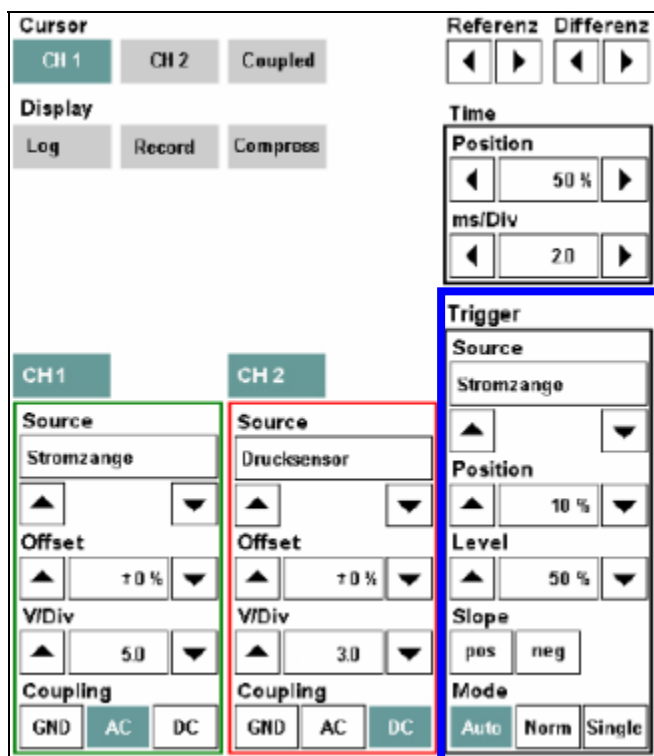 Cursor
CH 1 CH 2 Coupled
Display
Log Record Compress
Referenz Differenz
Time
Position
50 %
ms/Div
2.0
CH1
Source
Stromzange
Offset
±0 %
V/Div
5.0
Coupling
GND AC DC
CH 2
Source
Drucksensor
Offset
±0 %
V/Div
3.0
Coupling
GND AC DC
Trigger
Source
Stromzange
Position
10 %
Level
50 %
Slope
pos neg
Mode
Auto Norm Single